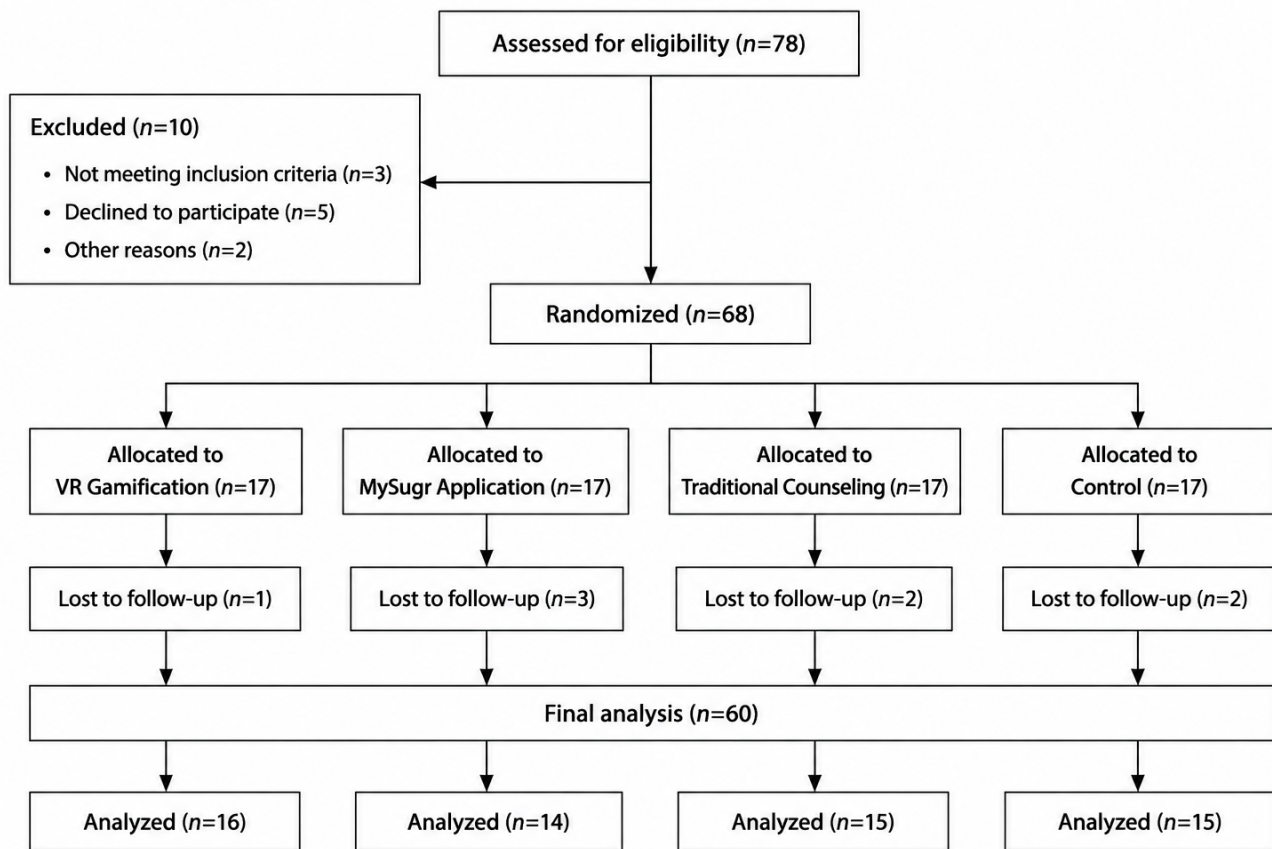 Assessed for eligibility (n=78)
Excluded (n=10)
• Not meeting inclusion criteria (n=3)
• Declined to participate (n=5)
• Other reasons (n=2)
Randomized (n=68)
Allocated to
VR Gamification (n=17)
Allocated to
MySugr Application (n=17)
Allocated to
Traditional Counseling (n=17)
Allocated to
Control (n=17)
Lost to follow-up (n=1)
Lost to follow-up (n=3)
Lost to follow-up (n=2)
Lost to follow-up (n=2)
Final analysis (n=60)
Analyzed (n=16)
Analyzed (n=14)
Analyzed (n=15)
Analyzed (n=15)